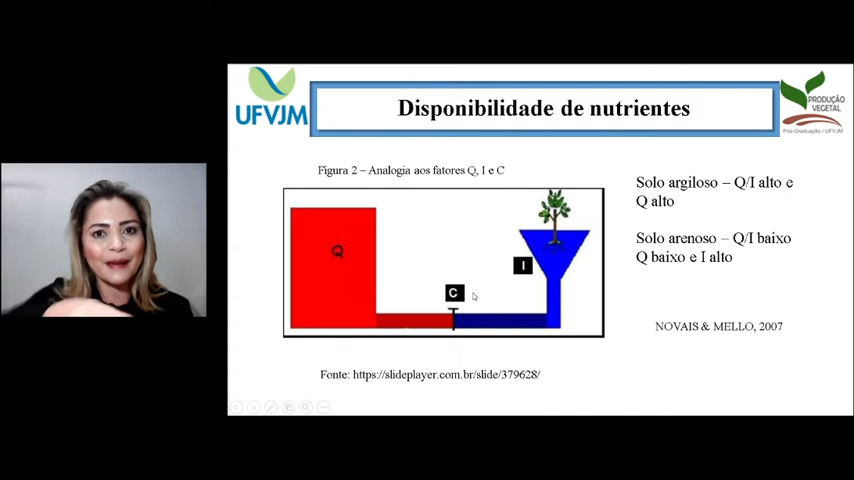 UFVJM
Disponibilidade de nutrientes
PRODUÇÃO
VEGETAL
Pós-Graduação / UFVJM
Figura 2 – Analogia aos fatores Q, I e C
Q
C
I
Solo argiloso – Q/I alto e
Q alto
Solo arenoso – Q/I baixo
Q baixo e I alto
NOVAIS & MELLO, 2007
Fonte: https://slideplayer.com.br/slide/379628/